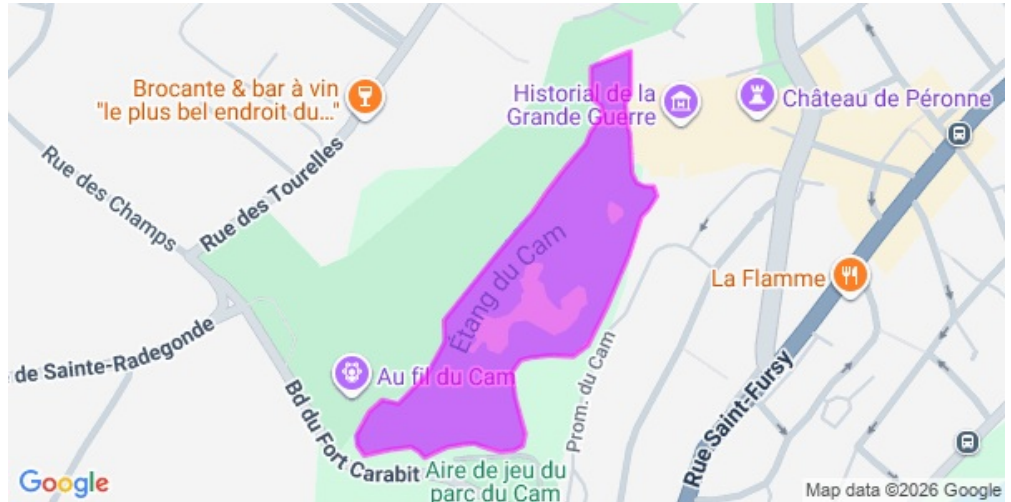 Brocante & bar à vin
"le plus bel endroit du..."
Historial de la
Grande Guerre
Château de Péronne
Rue des Champs
Rue des Tourelles
Étang du Cam
La Flamme
de Sainte-Radegonde
Au fil du Cam
Bd du Fort Carabit
Prom. du Cam
Rue Saint-Fursy
Aire de jeu du
parc du Cam
Google
Map data ©2026 Google